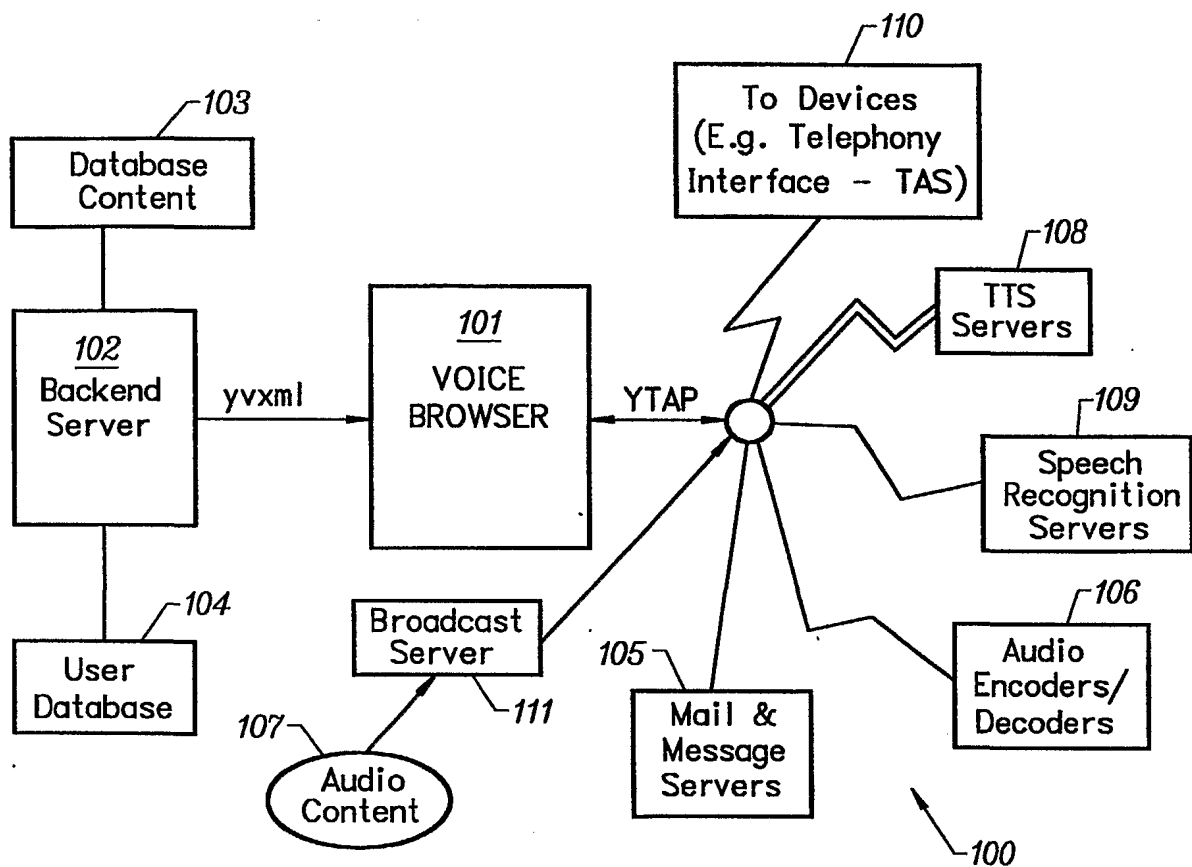 110
To Devices
(E.g. Telephony
Interface - TAS)
103
Database
Content
108
TTS
Servers
102
Backend
Server
yvxml
101
VOICE
BROWSER
YTAP
109
Speech
Recognition
Servers
104
User
Database
Broadcast
Server
111
107
Audio
Content
105
Mail &
Message
Servers
106
Audio
Encoders/
Decoders
100